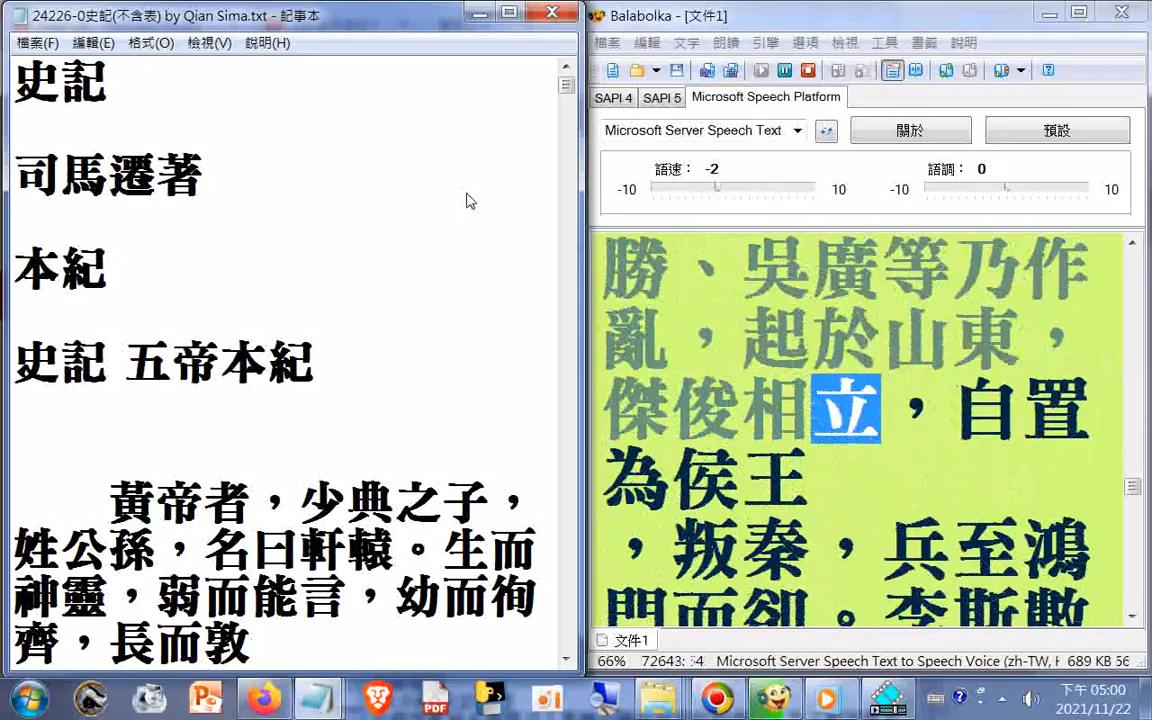 24226-0史記(不含表) by Qian Sima.txt - 記事本
檔案(F) 編輯(E) 格式(O) 檢視(V) 說明(H)
史記
司馬遷著
本紀
史記 五帝本紀
黃帝者，少典之子，
姓公孫，名曰軒轅。生而
神靈，弱而能言，幼而徇
齊，長而敦
Balabolka - [文件1]
檔案 編輯 文字 朗讀 引擎 選項 檢視 工具 書籤 說明
SAPI 4 SAPI 5 Microsoft Speech Platform
Microsoft Server Speech Text 關於 預設
語速： -2 語調： 0
-10 10 -10 10
勝、吳廣等乃作
亂，起於山東，
傑俊相立，自置
為侯王
，叛秦，兵至鴻
門而卻。李斯數
文件1
66% 72643: 54 Microsoft Server Speech Text to Speech Voice (zh-TW, H 689 KB 56
PDF
下午 05:00
2021/11/22